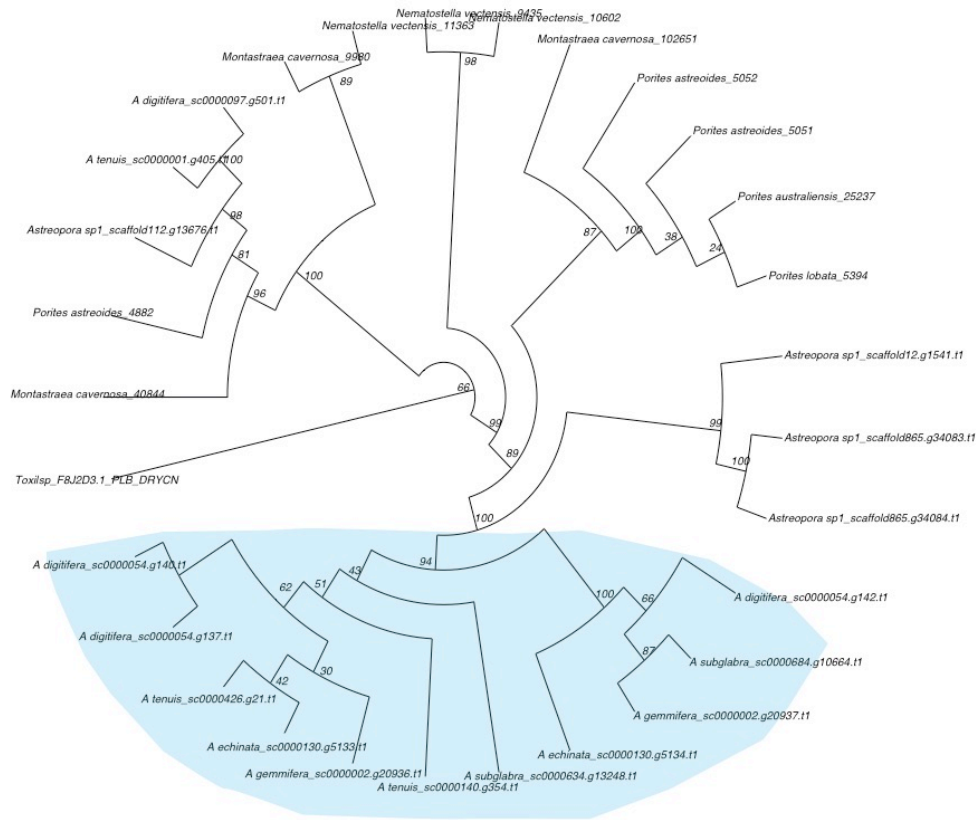 Nematostella vectensis_9435
Nematostella vectensis_10602
Nematostella vectensis_11363
Montastraea cavernosa_102651
Montastraea cavernosa_9980
98
89
Porites astreoides_5052
A digitifera_sc0000097.g501.t1
Porites astreoides_5051
A tenuis_sc0000001.g405.t1
100
Porites australiensis_25237
98
Astreopora sp1_scaffold112.g13676.t1
87
100
38
24
81
Porites lobata_5394
100
96
Porites astreoides_4882
Astreopora sp1_scaffold12.g1541.t1
66
Montastraea cavernosa_40844
99
99
Astreopora sp1_scaffold865.g34083.t1
89
100
Toxilsp_F8J2D3.1_PLB_DRYCN
100
Astreopora sp1_scaffold865.g34084.t1
A digitifera_sc0000054.g140.t1
94
43
62
51
100
66
A digitifera_sc0000054.g142.t1
A digitifera_sc0000054.g137.t1
87
A subglabra_sc0000684.g10664.t1
30
42
A tenuis_sc0000426.g21.t1
A gemmifera_sc0000002.g20937.t1
A echinata_sc0000130.g5133.t1
A echinata_sc0000130.g5134.t1
A gemmifera_sc0000002.g20936.t1
A subglabra_sc0000634.g13248.t1
A tenuis_sc0000140.g354.t1